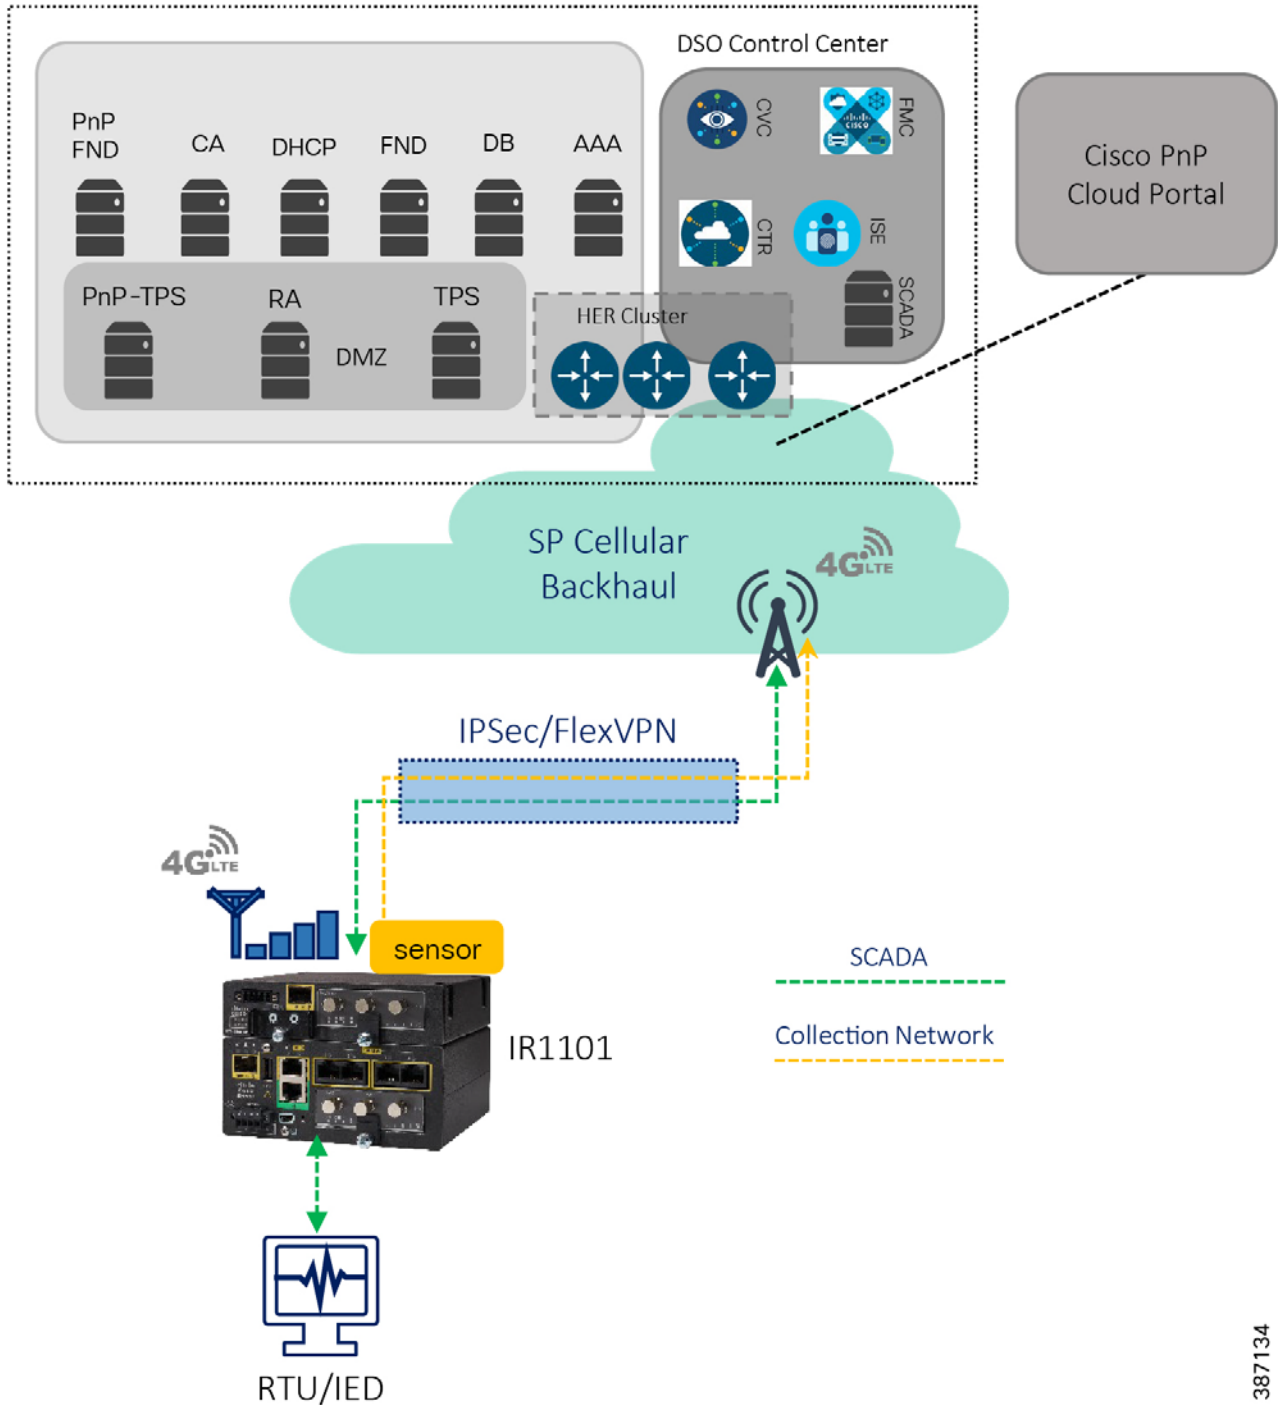 DSO Control Center
PnP
FND
CA
DHCP
FND
DB
AAA
CVC
FMC
CISCO
CTR
ISE
SCADA
PnP-TPS
RA
TPS
DMZ
HER Cluster
Cisco PnP
Cloud Portal
SP Cellular
Backhaul
4G LTE
IPSec/FlexVPN
4G LTE
sensor
IR1101
SCADA
Collection Network
RTU/IED
387134